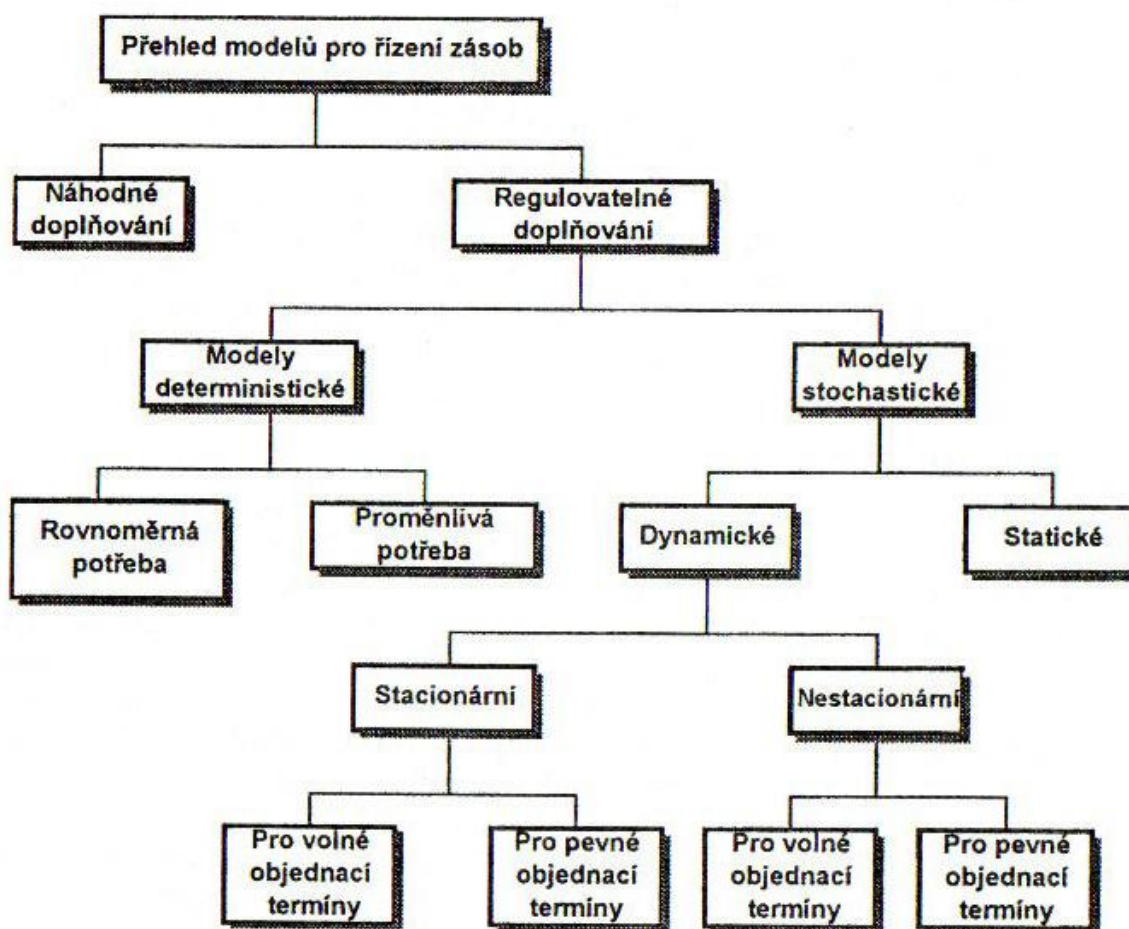 Přehled modelů pro řízení zásob
Náhodné
doplňování
Regulovatelné
doplňování
Modely
deterministické
Modely
stochastické
Rovnoměrná
potřeba
Proměnlivá
potřeba
Dynamické
Statické
Stacionární
Nestacionární
Pro volné
objednací
termíny
Pro pevné
objednací
termíny
Pro volné
objednací
termíny
Pro pevné
objednací
termíny